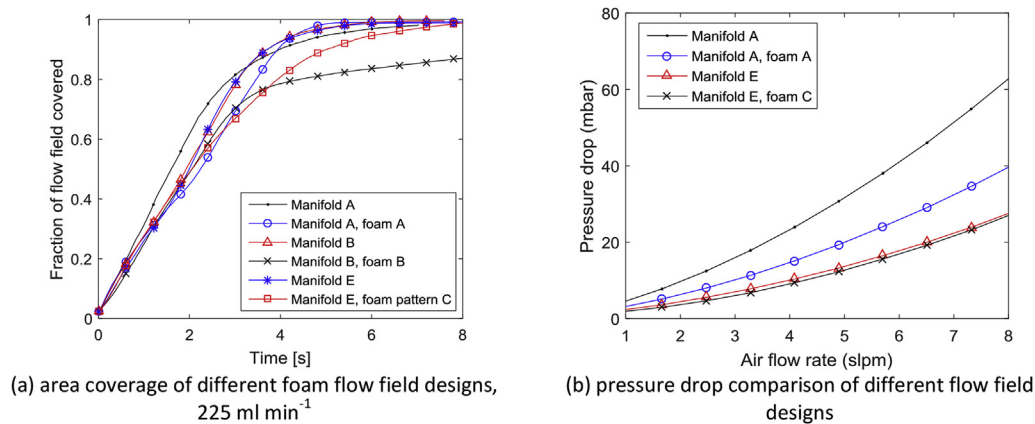 1
0.8
0.6
0.4
0.2
0
0
2
4
6
8
Fraction of flow field covered
Time [s]
Manifold A
Manifold A, foam A
Manifold B
Manifold B, foam B
Manifold E
Manifold E, foam pattern C
(a) area coverage of different foam flow field designs,
225 ml min⁻¹
80
60
40
20
0
1
2
3
4
5
6
7
8
Pressure drop (mbar)
Air flow rate (slpm)
Manifold A
Manifold A, foam A
Manifold E
Manifold E, foam C
(b) pressure drop comparison of different flow field
designs